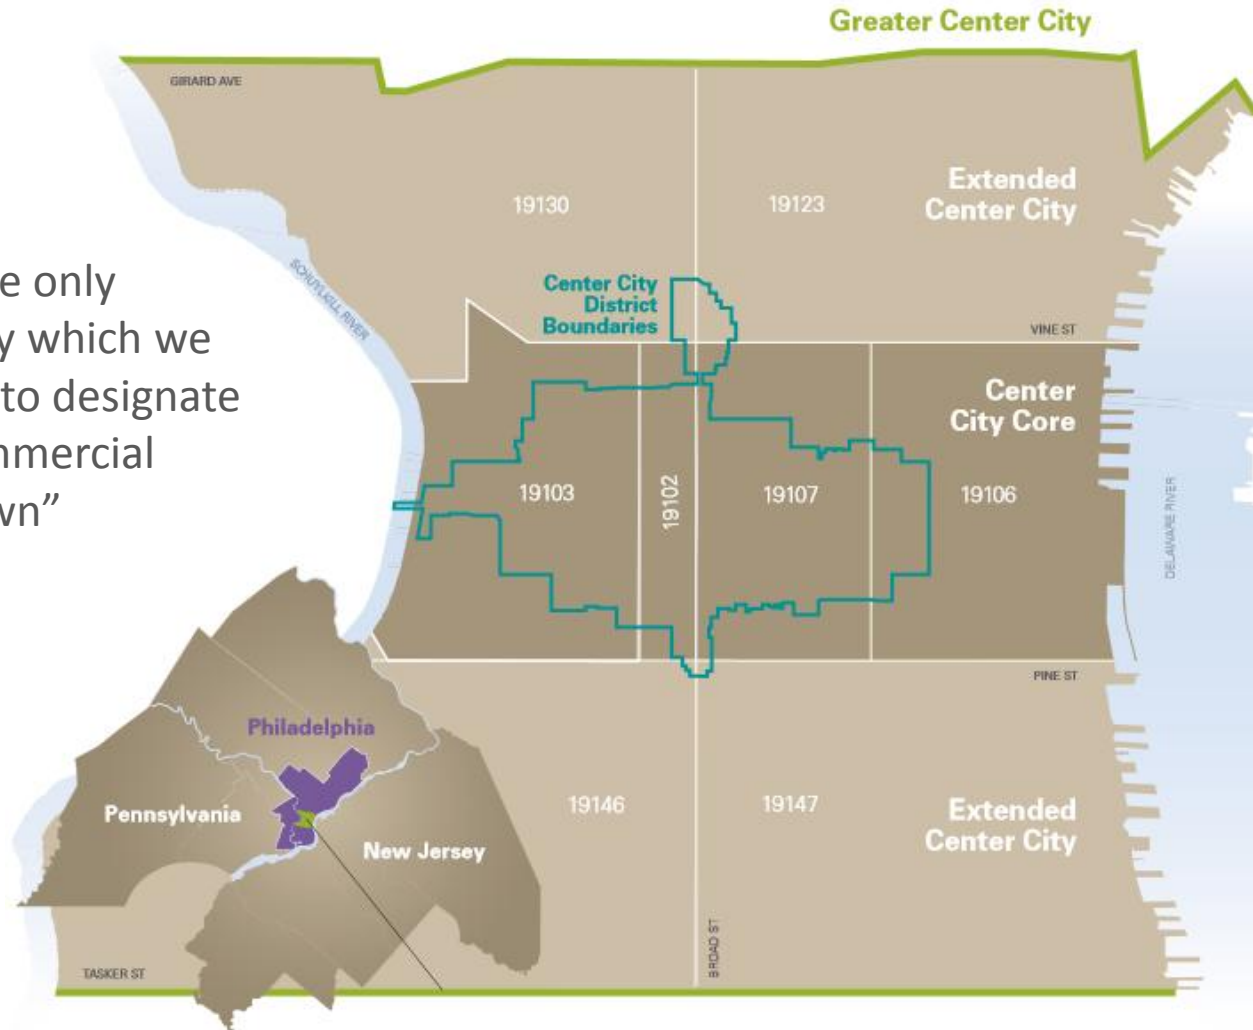 Greater Center City
GIRARD AVE
Extended
Center City
19130
19123
SCHUYLKILL RIVER
e only
y which we
to designate
mmercial
wn”
Center City
District
Boundaries
VINE ST
Center
City Core
19103
19102
19107
19106
DELAWARE RIVER
PINE ST
Philadelphia
Pennsylvania
New Jersey
19146
19147
Extended
Center City
BROAD ST
TASKER ST